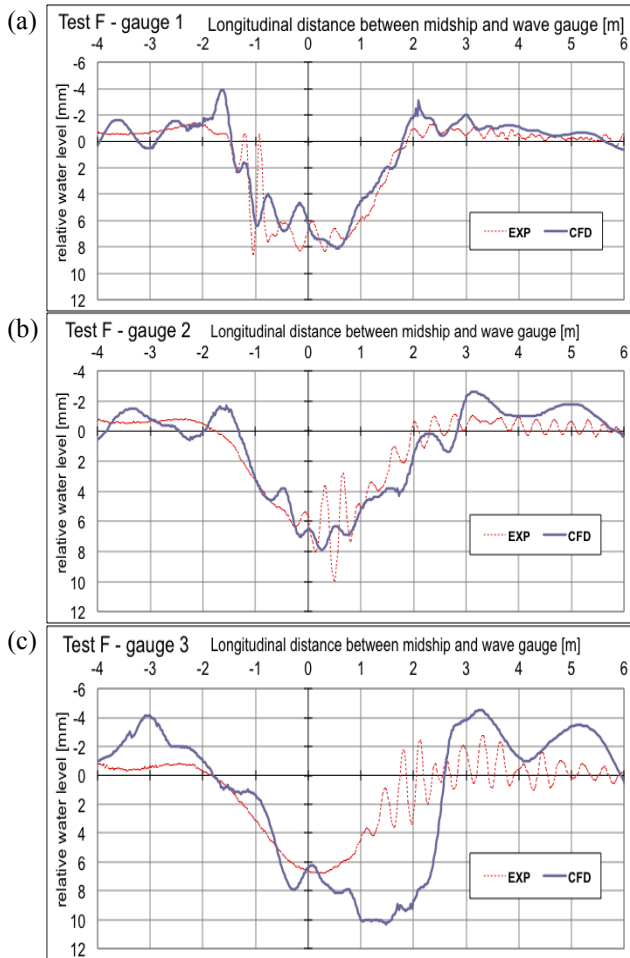 (a)
Test F - gauge 1 Longitudinal distance between midship and wave gauge [m]
-4 -3 -2 -1 0 1 2 3 4 5 6
relative water level [mm]
-6
-4
-2
0
2
4
6
8
10
12
EXP CFD
(b)
Test F - gauge 2 Longitudinal distance between midship and wave gauge [m]
-4 -3 -2 -1 0 1 2 3 4 5 6
relative water level [mm]
-4
-2
0
2
4
6
8
10
12
EXP CFD
(c)
Test F - gauge 3 Longitudinal distance between midship and wave gauge [m]
-4 -3 -2 -1 0 1 2 3 4 5 6
relative water level [mm]
-6
-4
-2
0
2
4
6
8
10
12
EXP CFD